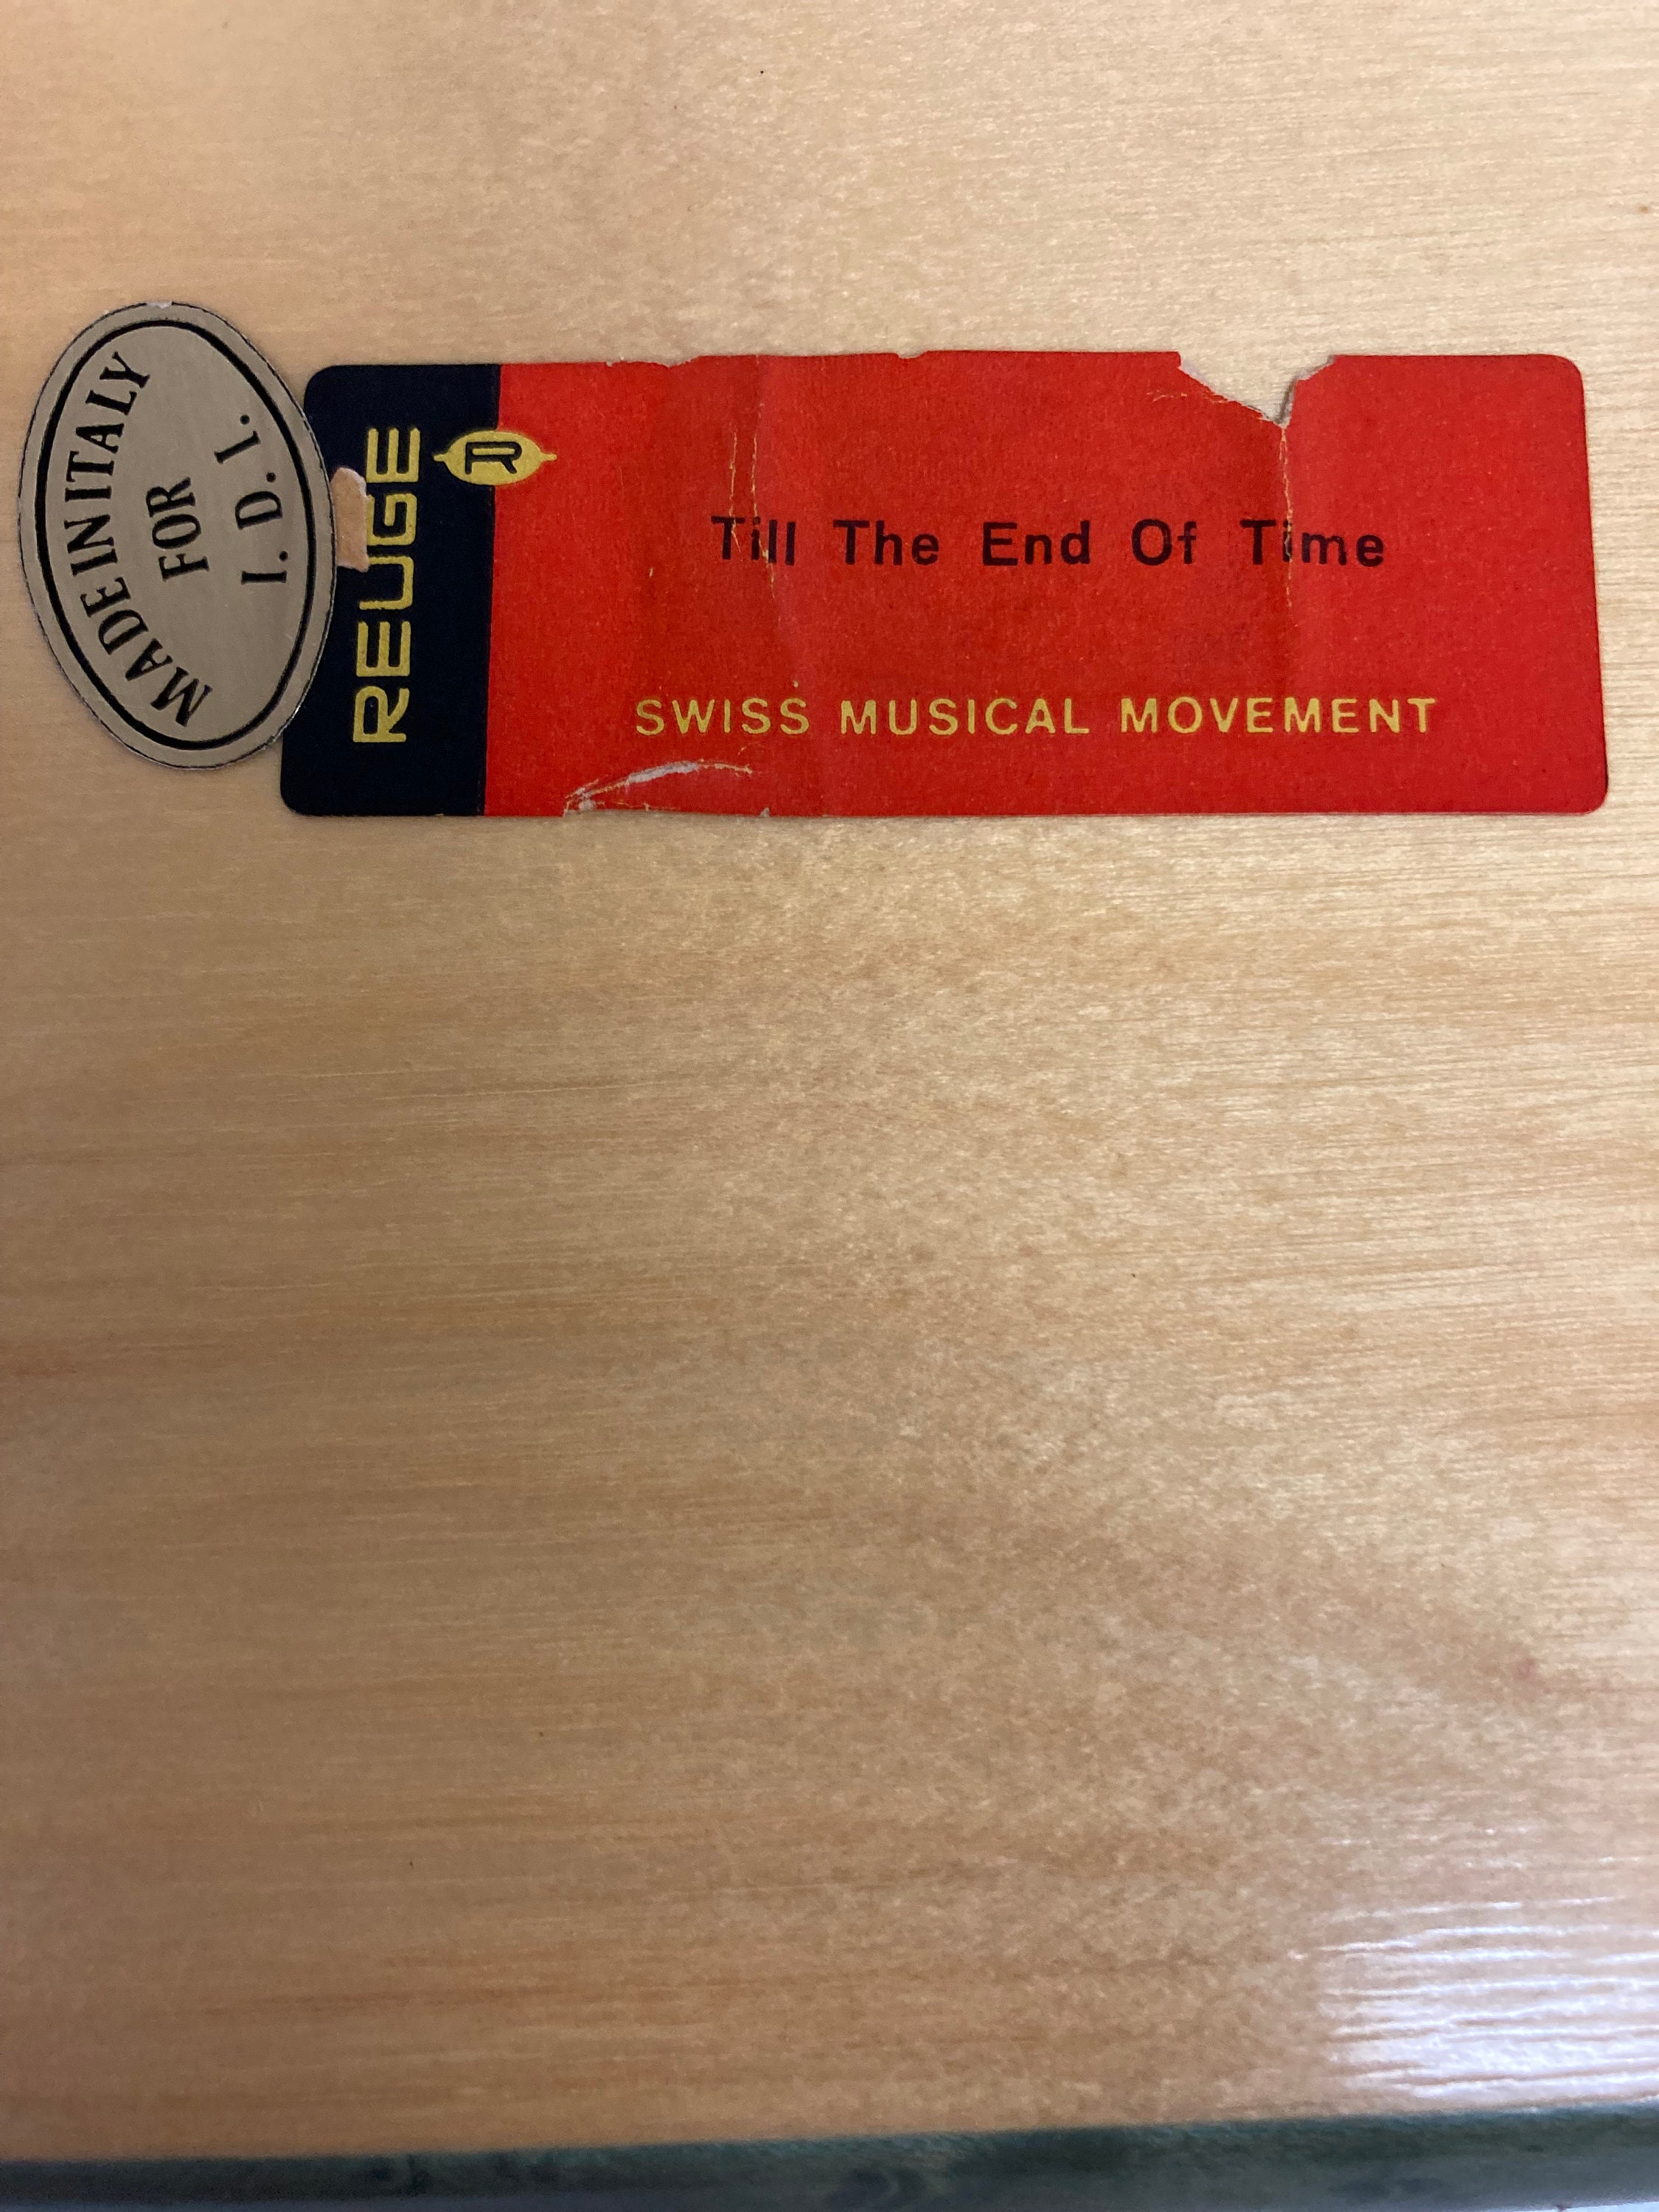 MADE IN ITALY
FOR
I. D. I.
REUGE
R
Till The End Of Time
SWISS MUSICAL MOVEMENT